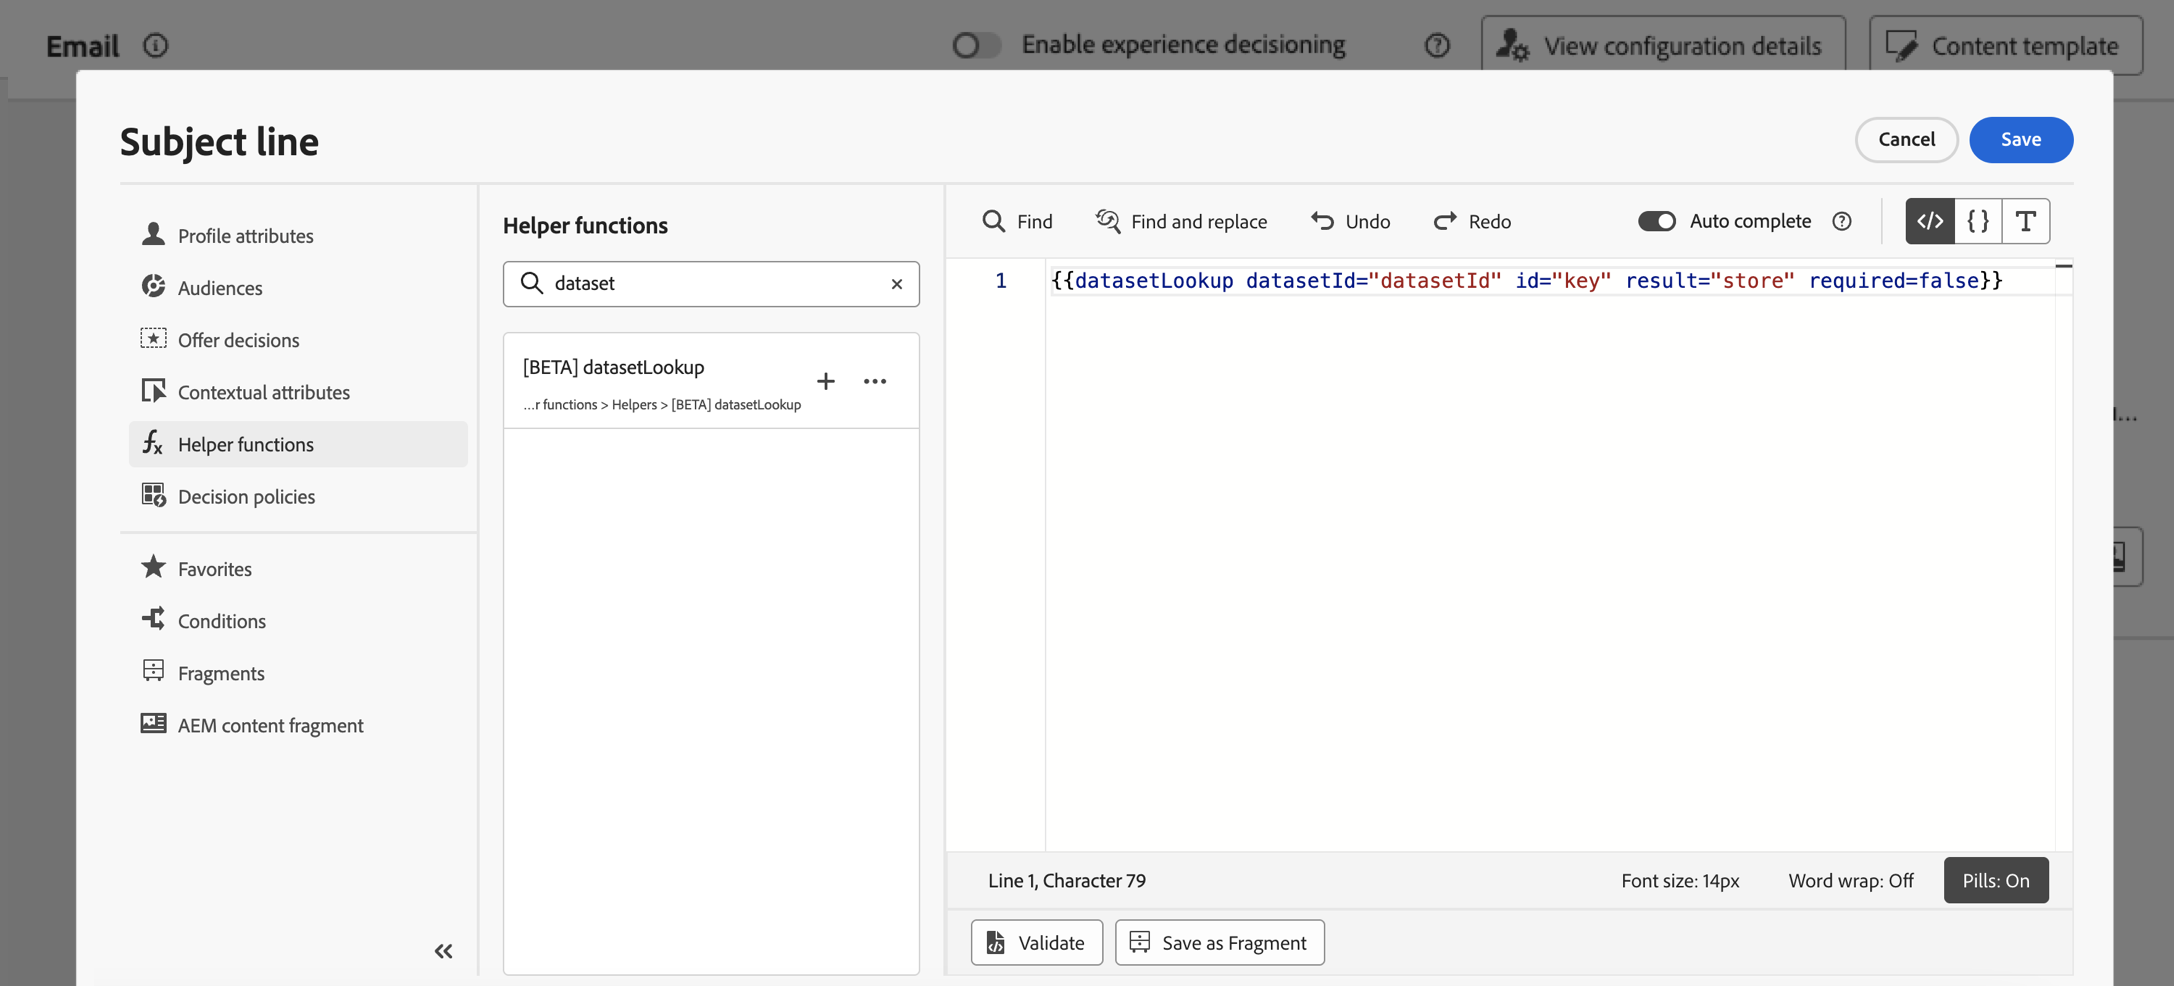 Email
Enable experience decisioning
View configuration details
Content template
Subject line
Cancel
Save
Profile attributes
Audiences
Offer decisions
Contextual attributes
Helper functions
Decision policies
Favorites
Conditions
Fragments
AEM content fragment
Helper functions
dataset
[BETA] datasetLookup
...r functions > Helpers > [BETA] datasetLookup
Find
Find and replace
Undo
Redo
Auto complete
1
{{datasetLookup datasetId="datasetId" id="key" result="store" required=false}}
Line 1, Character 79
Font size: 14px
Word wrap: Off
Pills: On
Validate
Save as Fragment